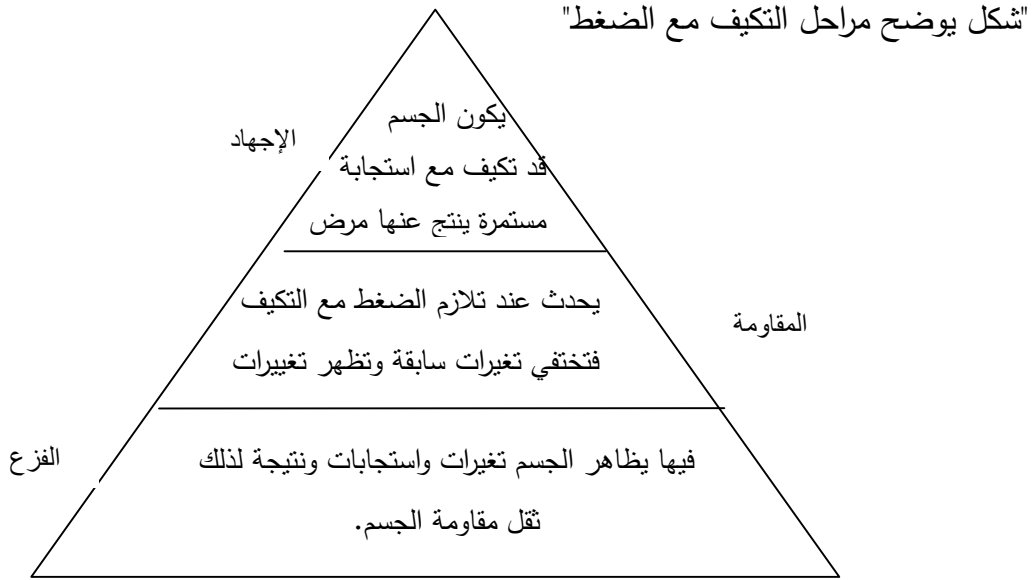 "شكل يوضح مراحل التكيف مع الضغط"
يكون الجسم
الإجهاد
قد تكيف مع استجابة
مستمرة ينتج عنها مرض
يحدث عند تلازم الضغط مع التكيف
المقاومة
فتختفي تغيرات سابقة وتظهر تغييرات
فيها يظاهر الجسم تغيرات واستجابات ونتيجة لذلك
الفزع
ثقل مقاومة الجسم.